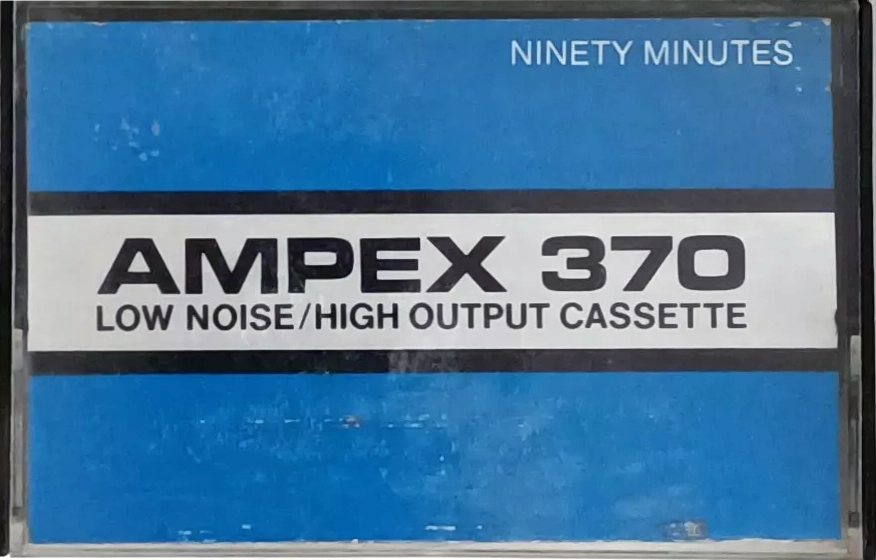 NINETY MINUTES
AMPEX 370
LOW NOISE/HIGH OUTPUT CASSETTE